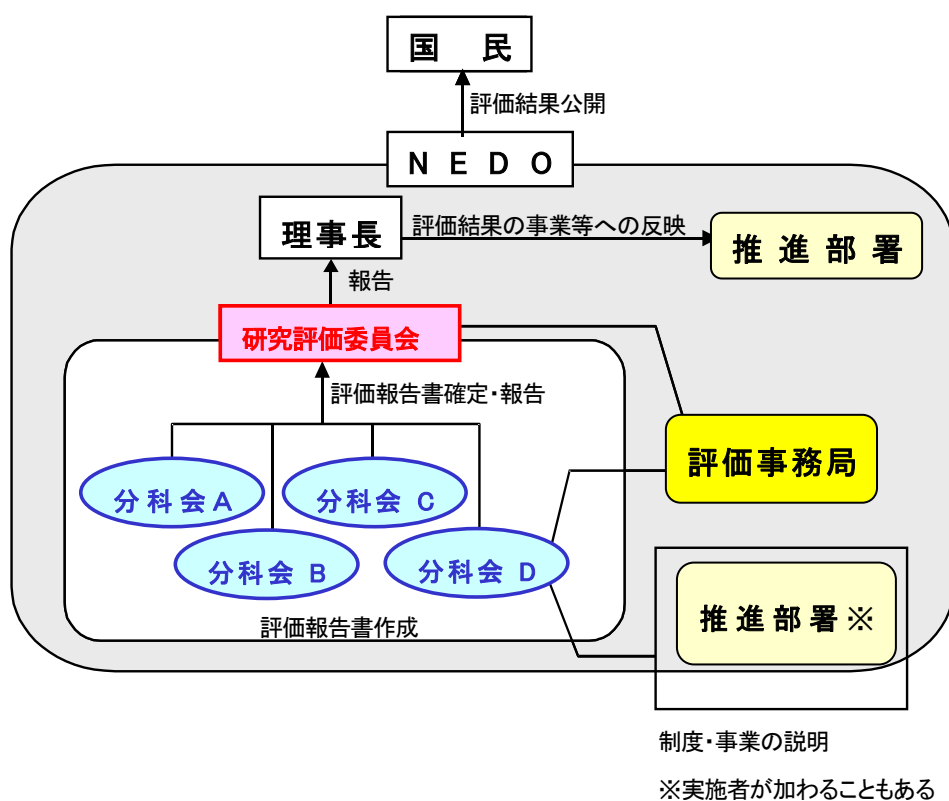 国 民
評価結果公開
N E D O
理事長
評価結果の事業等への反映
推進部署
報告
研究評価委員会
評価報告書確定・報告
評価事務局
分科会A
分科会 C
分科会 B
分科会 D
推進部署※
評価報告書作成
制度・事業の説明
※実施者が加わることもある